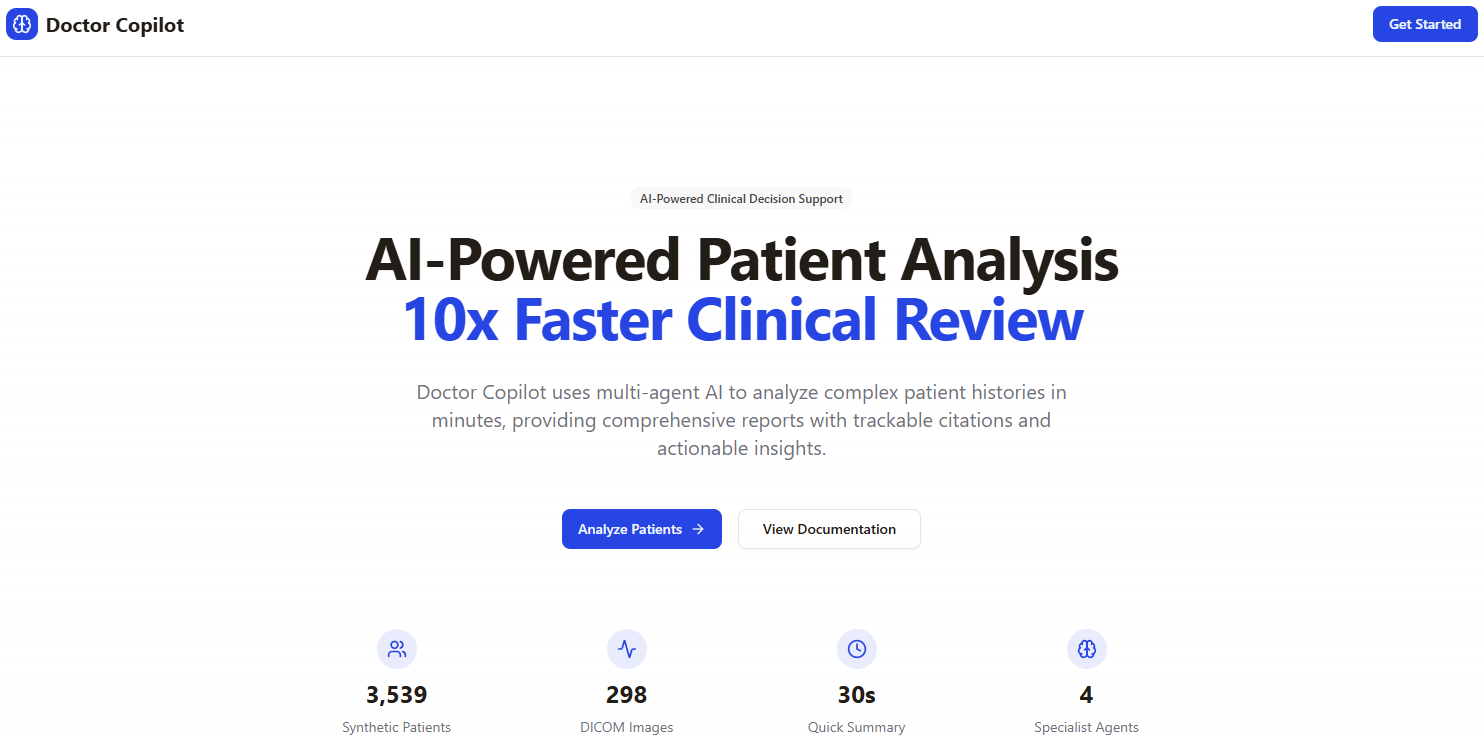 Doctor Copilot
Get Started
AI-Powered Clinical Decision Support
AI-Powered Patient Analysis
10x Faster Clinical Review
Doctor Copilot uses multi-agent AI to analyze complex patient histories in
minutes, providing comprehensive reports with trackable citations and
actionable insights.
Analyze Patients
View Documentation
3,539
Synthetic Patients
298
DICOM Images
30s
Quick Summary
4
Specialist Agents